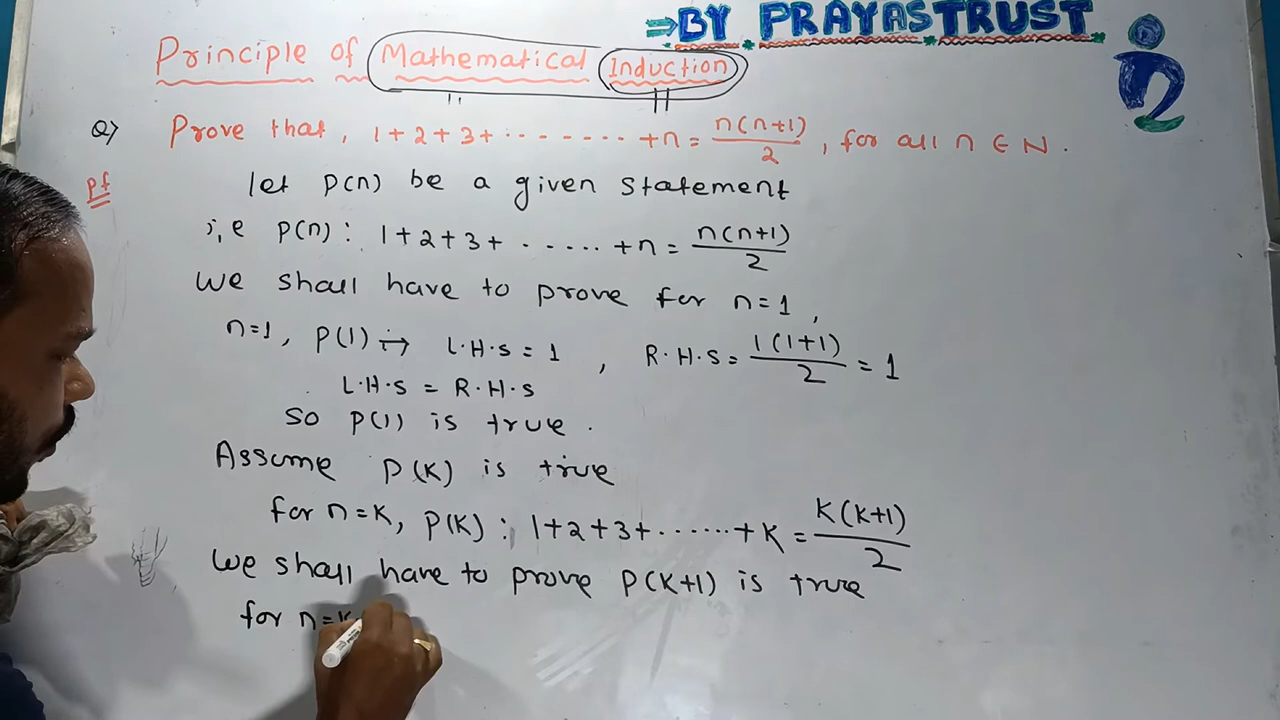 ⇒BY PRAYASTRUST
Principle of Mathematical Induction
Q) Prove that, 1+2+3+........+n = n(n+1)/2, for all n ∈ N.
Pf let P(n) be a given statement
i,e P(n): 1+2+3+......+n = n(n+1)/2
We shall have to prove for n=1,
n=1, P(1) ↦ L.H.S = 1, R.H.S = 1(1+1)/2 = 1
L.H.S = R.H.S
So P(1) is true.
Assume P(K) is true
for n=K, P(K): 1+2+3+......+K = K(K+1)/2
We shall have to prove P(K+1) is true
for n=K